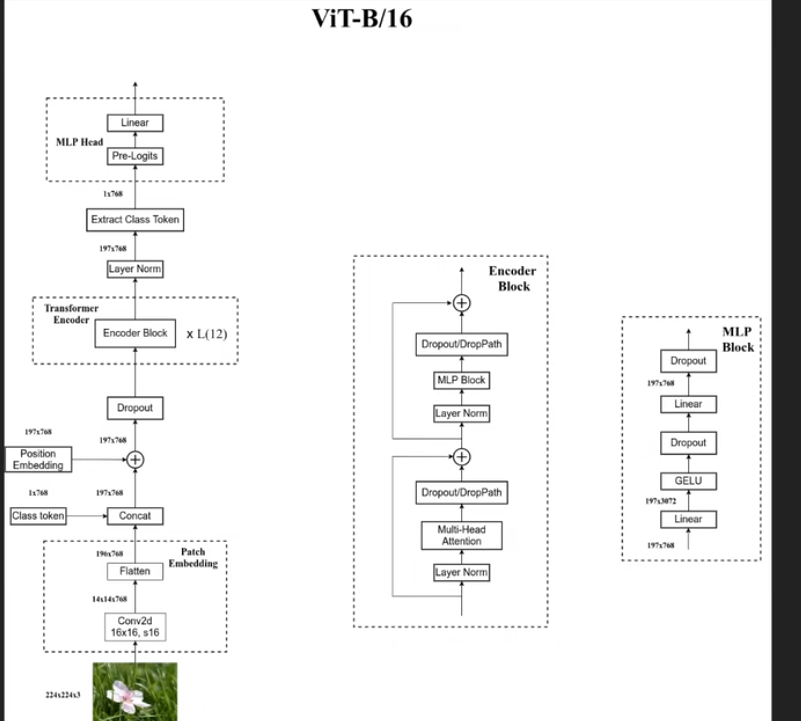 ViT-B/16
Linear
MLP Head
Pre-Logits
1x768
Extract Class Token
197x768
Layer Norm
Transformer
Encoder
Encoder Block
x L(12)
Dropout
197x768
197x768
Position
Embedding
1x768
197x768
Class token
Concat
196x768
Patch
Embedding
Flatten
14x14x768
Conv2d
16x16, s16
224x224x3
Encoder
Block
Dropout/DropPath
MLP Block
Layer Norm
Dropout/DropPath
Multi-Head
Attention
Layer Norm
MLP
Block
Dropout
197x768
Linear
Dropout
GELU
197x3072
Linear
197x768